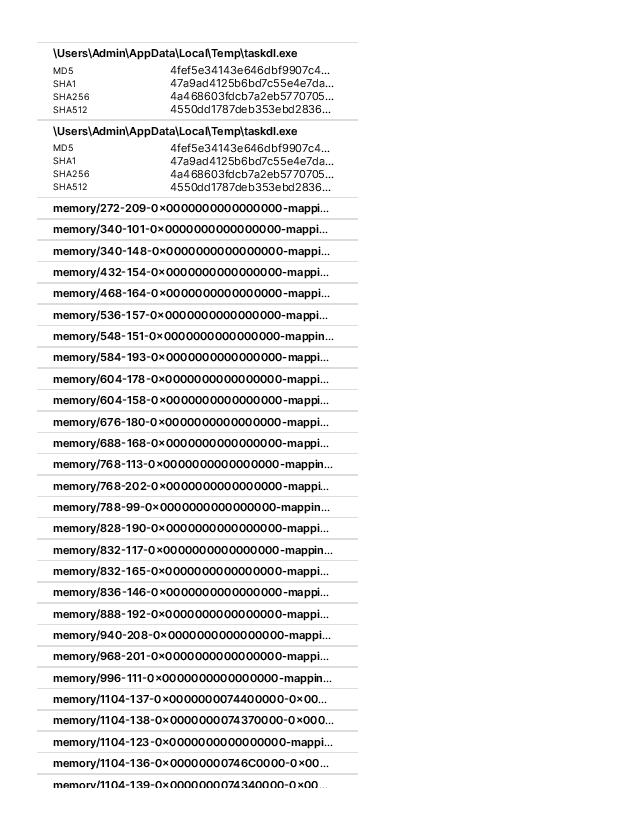 \Users\Admin\AppData\Local\Temp\taskdl.exe
MD5 4fef5e34143e646dbf9907c4...
SHA1 47a9ad4125b6bd7c55e4e7da...
SHA256 4a468603fdcb7a2eb5770705...
SHA512 4550dd1787deb353ebd2836...
\Users\Admin\AppData\Local\Temp\taskdl.exe
MD5 4fef5e34143e646dbf9907c4...
SHA1 47a9ad4125b6bd7c55e4e7da...
SHA256 4a468603fdcb7a2eb5770705...
SHA512 4550dd1787deb353ebd2836...
memory/272-209-0×0000000000000000-mappi...
memory/340-101-0×0000000000000000-mappi...
memory/340-148-0×0000000000000000-mappi...
memory/432-154-0×0000000000000000-mappi...
memory/468-164-0×0000000000000000-mappi...
memory/536-157-0×0000000000000000-mappi...
memory/548-151-0×0000000000000000-mappin...
memory/584-193-0×0000000000000000-mappi...
memory/604-178-0×0000000000000000-mappi...
memory/604-158-0×0000000000000000-mappi...
memory/676-180-0×0000000000000000-mappi...
memory/688-168-0×0000000000000000-mappi...
memory/768-113-0×0000000000000000-mappin...
memory/768-202-0×0000000000000000-mappi...
memory/788-99-0×0000000000000000-mappin...
memory/828-190-0×0000000000000000-mappi...
memory/832-117-0×0000000000000000-mappin...
memory/832-165-0×0000000000000000-mappi...
memory/836-146-0×0000000000000000-mappi...
memory/888-192-0×0000000000000000-mappi...
memory/940-208-0×0000000000000000-mappi...
memory/968-201-0×0000000000000000-mappi...
memory/996-111-0×0000000000000000-mappin...
memory/1104-137-0×0000000074400000-0×00...
memory/1104-138-0×0000000074370000-0×000...
memory/1104-123-0×0000000000000000-mappi...
memory/1104-136-0×00000000746C0000-0×00...
memory/1104-139-0×0000000074340000-0×00...